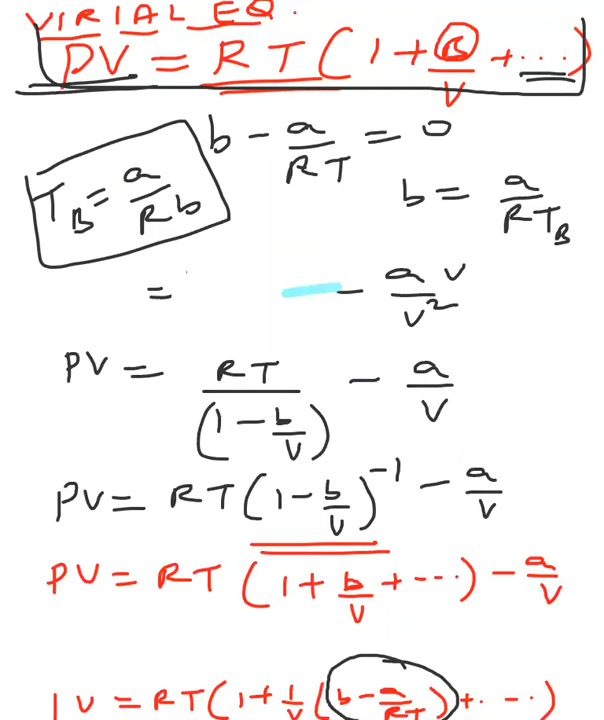 VIRIAL EQ.
PV = RT(1 + B/V + ...)
b - a/RT = 0
T_B = a/Rb
b = a/RT_B
= - a v/v²
PV = RT/(1 - b/V) - a/V
PV = RT(1 - b/V)⁻¹ - a/V
PV = RT(1 + b/V + ...) - a/V
PV = RT(1 + 1/V(b - a/RT) + ...)